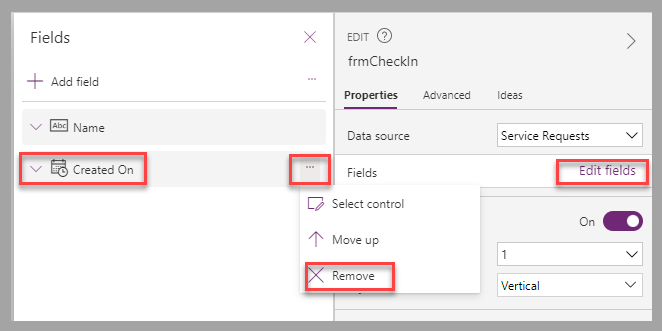 Fields
Add field
Abc Name
Created On
Select control
Move up
Remove
EDIT ?
frmCheckIn
Properties Advanced Ideas
Data source Service Requests
Fields Edit fields
On
1
Vertical